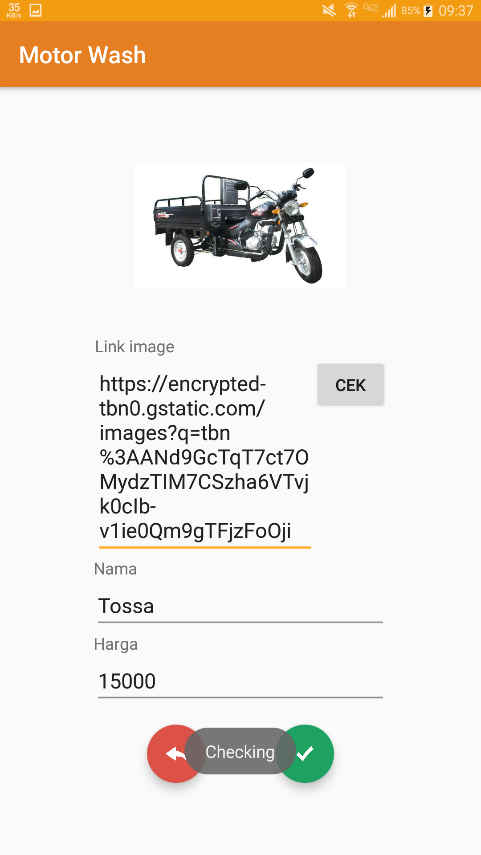 35
KB/s
85%
09:37
Motor Wash
Link image
https://encrypted-
tbn0.gstatic.com/
images?q=tbn
%3AANd9GcTqT7ct7O
MydzTIM7CSzha6VTvj
k0cIb-
v1ie0Qm9gTFjzFoOji
CEK
Nama
Tossa
Harga
15000
Checking